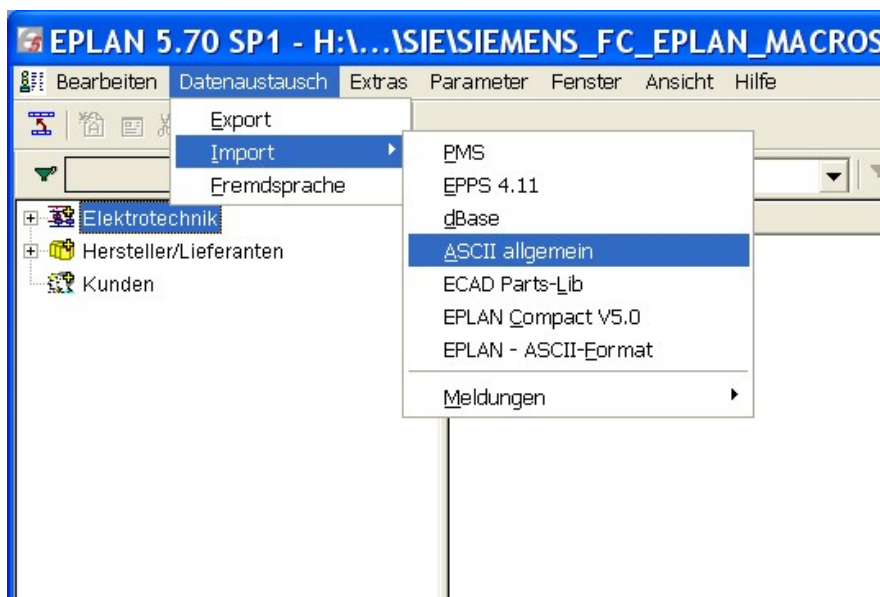 EPLAN 5.70 SP1 - H:\...\SIE\SIEMENS_FC_EPLAN_MACROS
Bearbeiten Datenaustausch Extras Parameter Fenster Ansicht Hilfe
Export
Import
Fremdsprache
PMS
EPPS 4.11
dBase
ASCII allgemein
ECAD Parts-Lib
EPLAN Compact V5.0
EPLAN - ASCII-Format
Meldungen
Elektrotechnik
Hersteller/Lieferanten
Kunden